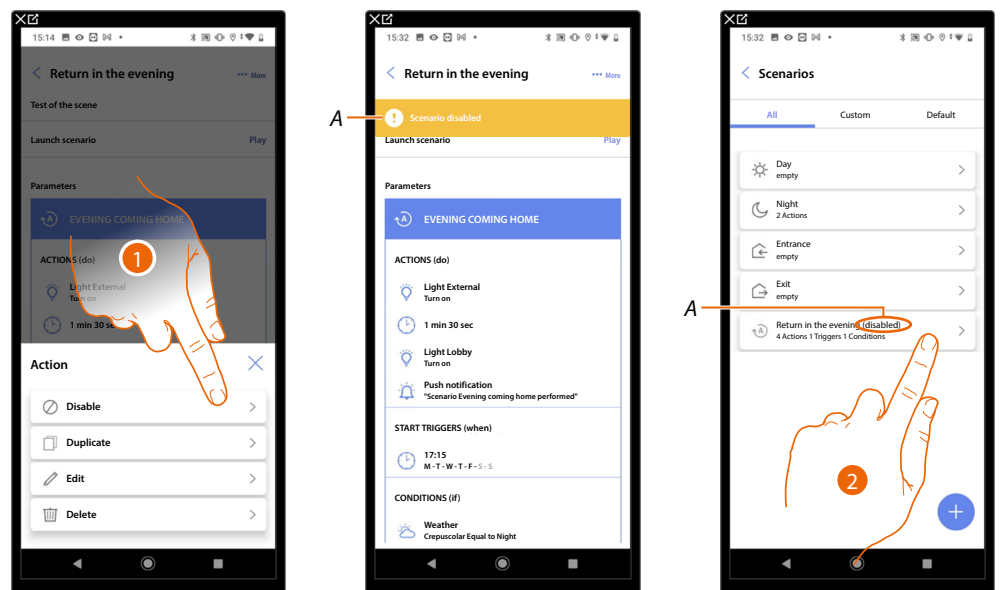 15:14
Return in the evening
••• More
Test of the scene
Launch scenario
Play
Parameters
EVENING COMING HOME
ACTIONS (do)
Light External
Turn on
1 min 30 sec
1
Action
Disable
Duplicate
Edit
Delete
A
15:32
Return in the evening
••• More
Scenario disabled
Launch scenario
Play
Parameters
EVENING COMING HOME
ACTIONS (do)
Light External
Turn on
1 min 30 sec
Light Lobby
Turn on
Push notification
"Scenario Evening coming home performed"
START TRIGGERS (when)
17:15
M - T - W - T - F - S - S
CONDITIONS (if)
Weather
Crepuscolar Equal to Night
A
15:32
Scenarios
All
Custom
Default
Day
empty
Night
2 Actions
Entrance
empty
Exit
empty
Return in the evening (disabled)
4 Actions 1 Triggers 1 Conditions
2